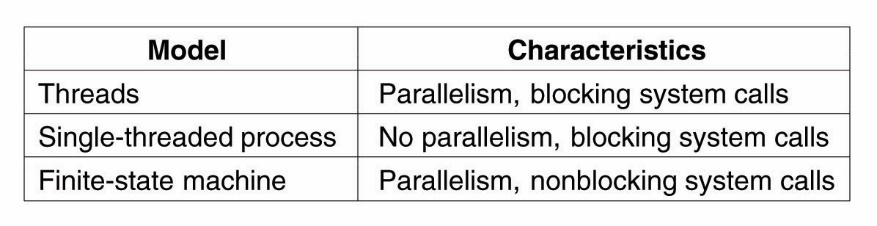 Model Characteristics
Threads Parallelism, blocking system calls
Single-threaded process No parallelism, blocking system calls
Finite-state machine Parallelism, nonblocking system calls